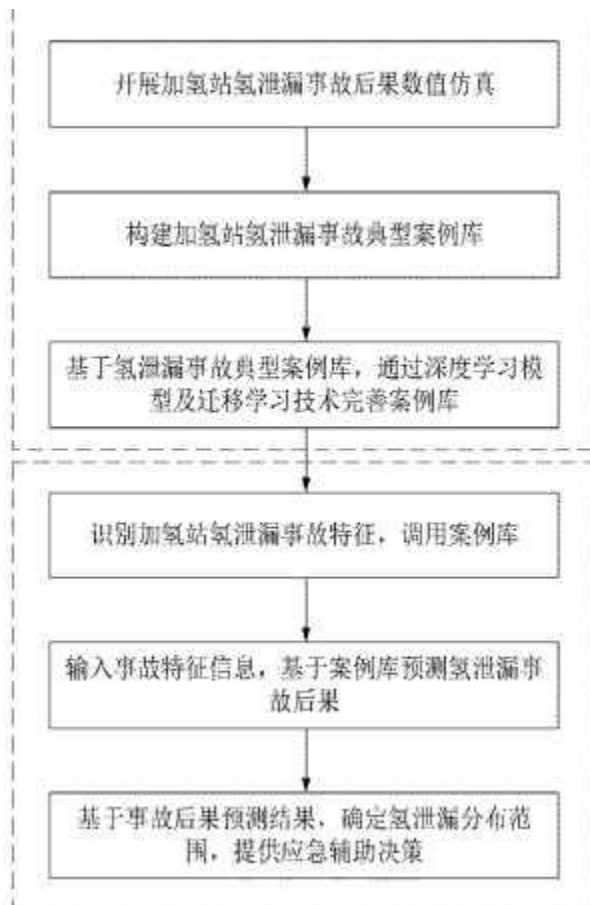 开展加氢站氢泄漏事故后果数值仿真
构建加氢站氢泄漏事故典型案例库
基于氢泄漏事故典型案例库，通过深度学习模
型及迁移学习技术完善案例库
识别加氢站氢泄漏事故特征，调用案例库
输入事故特征信息，基于案例库预测氢泄漏事
故后果
基于事故后果预测结果，确定氢泄漏分布范
围，提供应急辅助决策